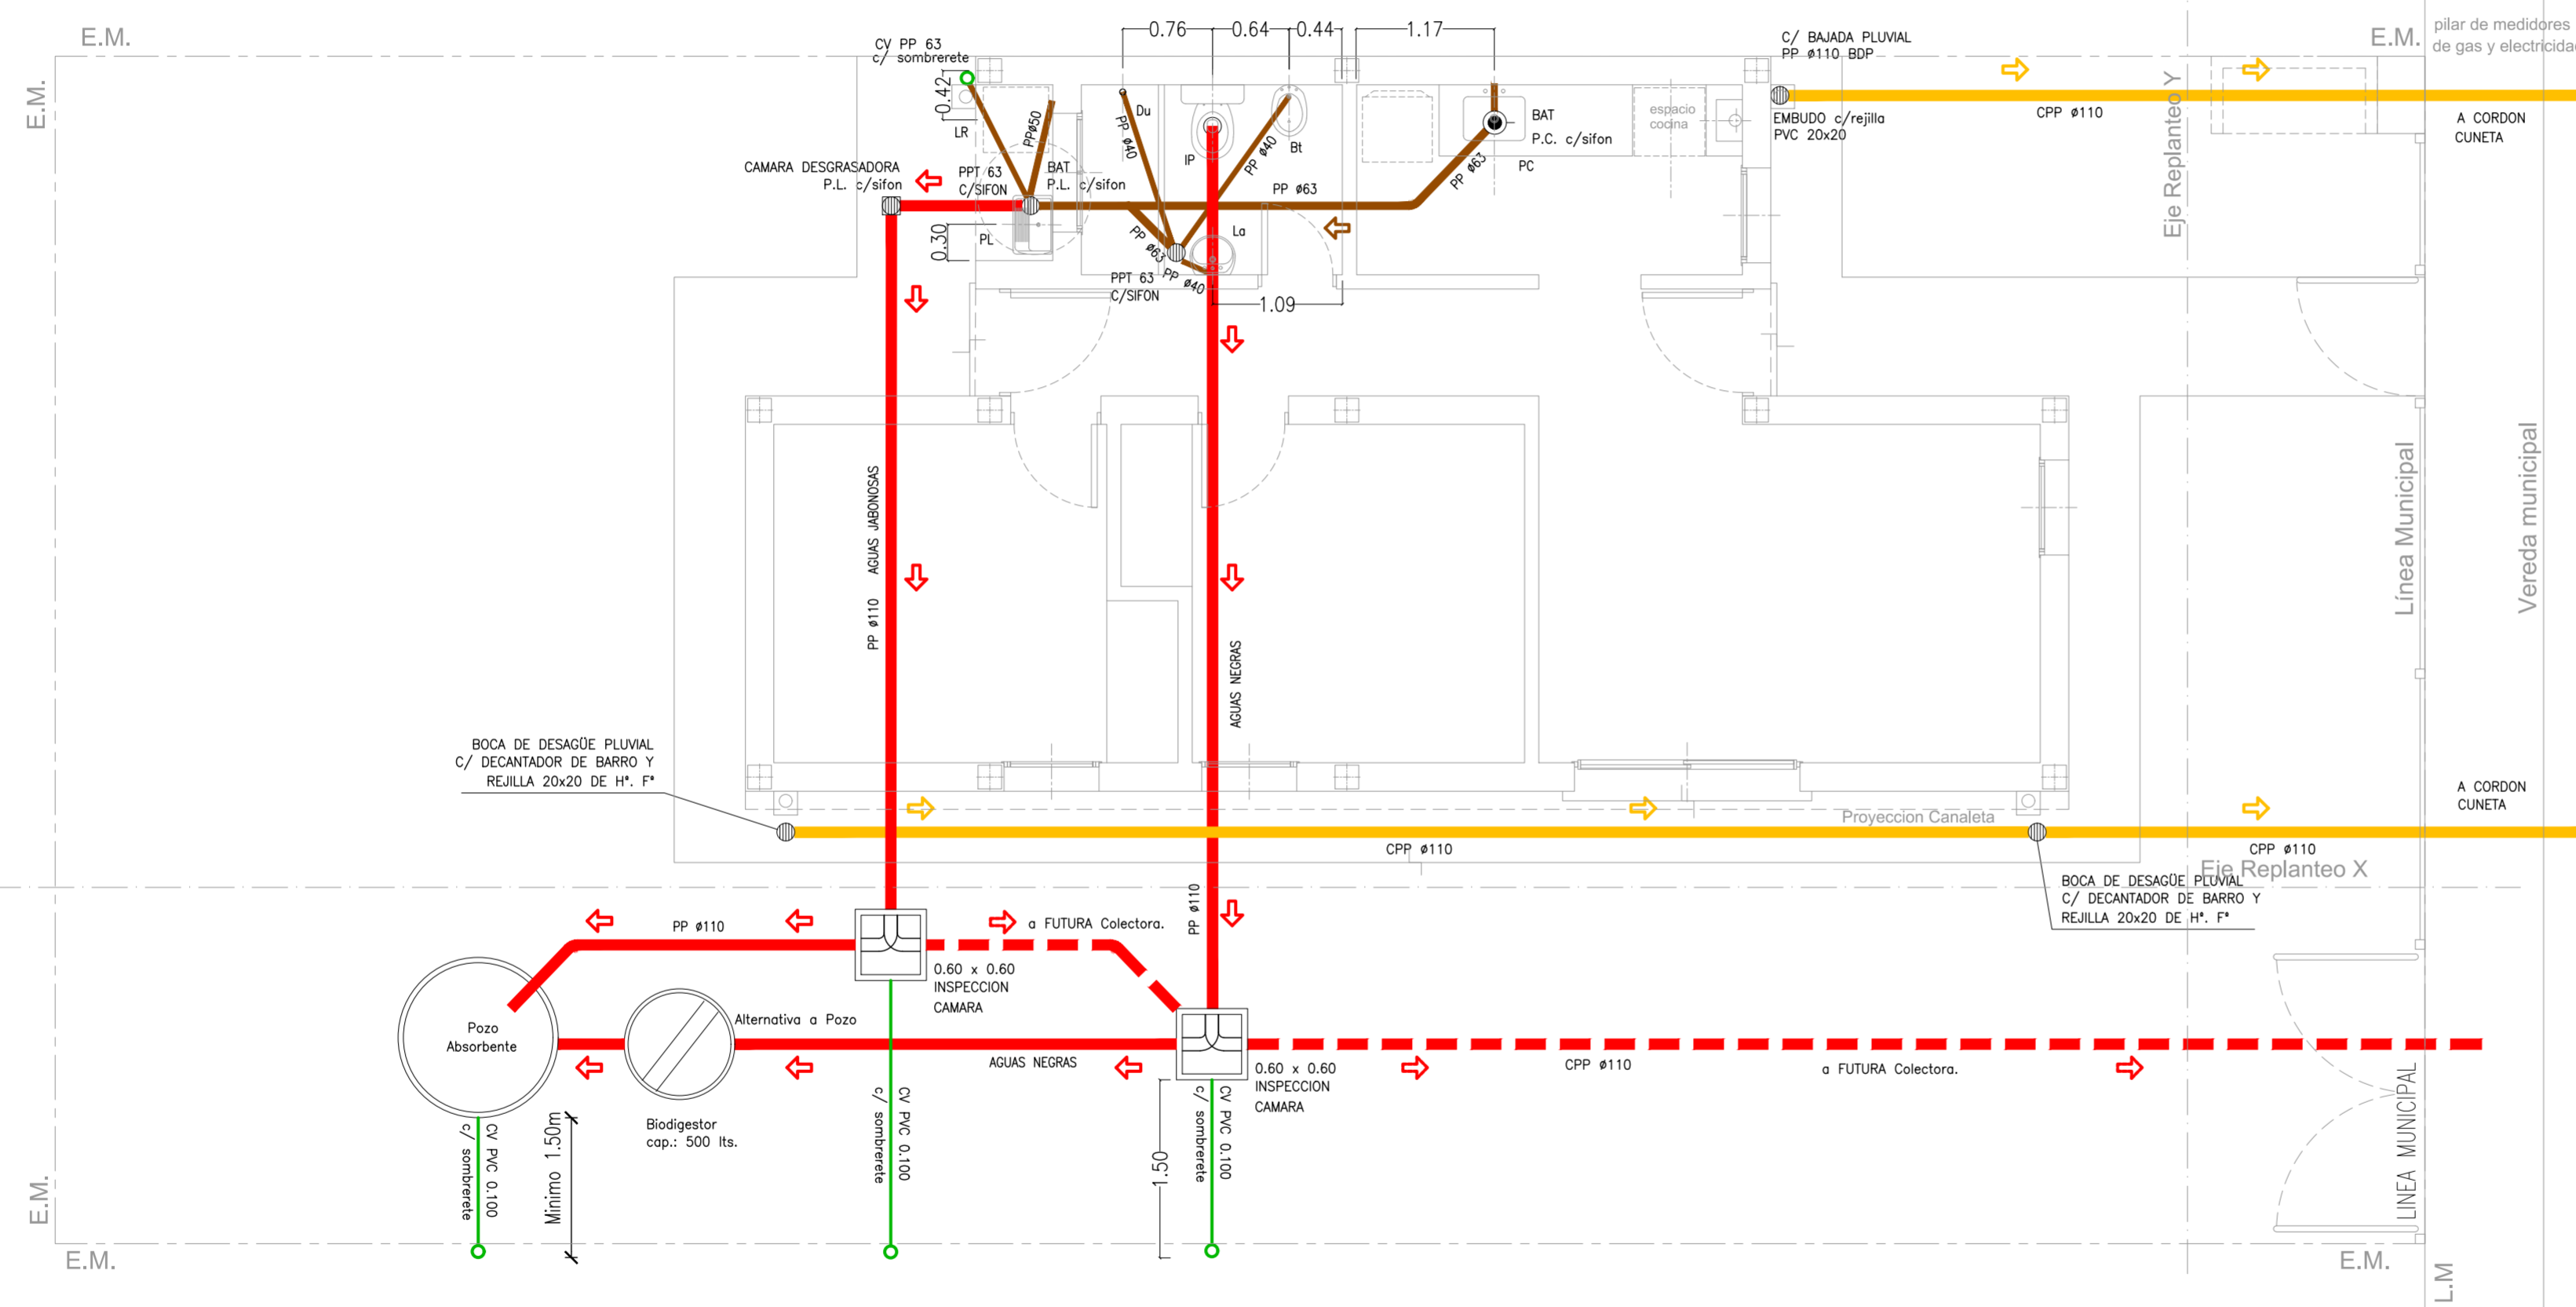 E.M.
E.M.
CV PP 63
c/ sombrerete
0.76
0.64
0.44
1.17
C/ BAJADA PLUVIAL
PP ø110 BDP
E.M.
pilar de medidores
de gas y electricidad
0.42
LR
PPø50
PP ø40
Du
IP
PP ø40
Bt
BAT
P.C. c/sifon
PC
PP ø63
espacio
cocina
EMBUDO c/rejilla
PVC 20x20
CPP ø110
Eje Replanteo Y
A CORDON
CUNETA
CAMARA DESGRASADORA
P.L. c/sifon
PPT 63
C/SIFON
BAT
P.L. c/sifon
PP ø63
0.30
PL
PP ø63
PP ø40
La
PPT 63
C/SIFON
1.09
PP ø110 AGUAS JABONOSAS
AGUAS NEGRAS
Línea Municipal
Vereda municipal
BOCA DE DESAGÜE PLUVIAL
C/ DECANTADOR DE BARRO Y
REJILLA 20x20 DE Hº. Fº
Proyeccion Canaleta
A CORDON
CUNETA
CPP ø110
CPP ø110
Eje Replanteo X
BOCA DE DESAGÜE PLUVIAL
C/ DECANTADOR DE BARRO Y
REJILLA 20x20 DE Hº. Fº
PP ø110
PP ø110
a FUTURA Colectora.
0.60 x 0.60
INSPECCION
CAMARA
Pozo
Absorbente
Alternativa a Pozo
AGUAS NEGRAS
0.60 x 0.60
INSPECCION
CAMARA
CPP ø110
a FUTURA Colectora.
Biodigestor
cap.: 500 lts.
CV PVC 0.100
c/ sombrerete
Minimo 1.50m
CV PVC 0.100
c/ sombrerete
1.50
CV PVC 0.100
c/ sombrerete
LINEA MUNICIPAL
E.M.
E.M.
E.M.
L.M